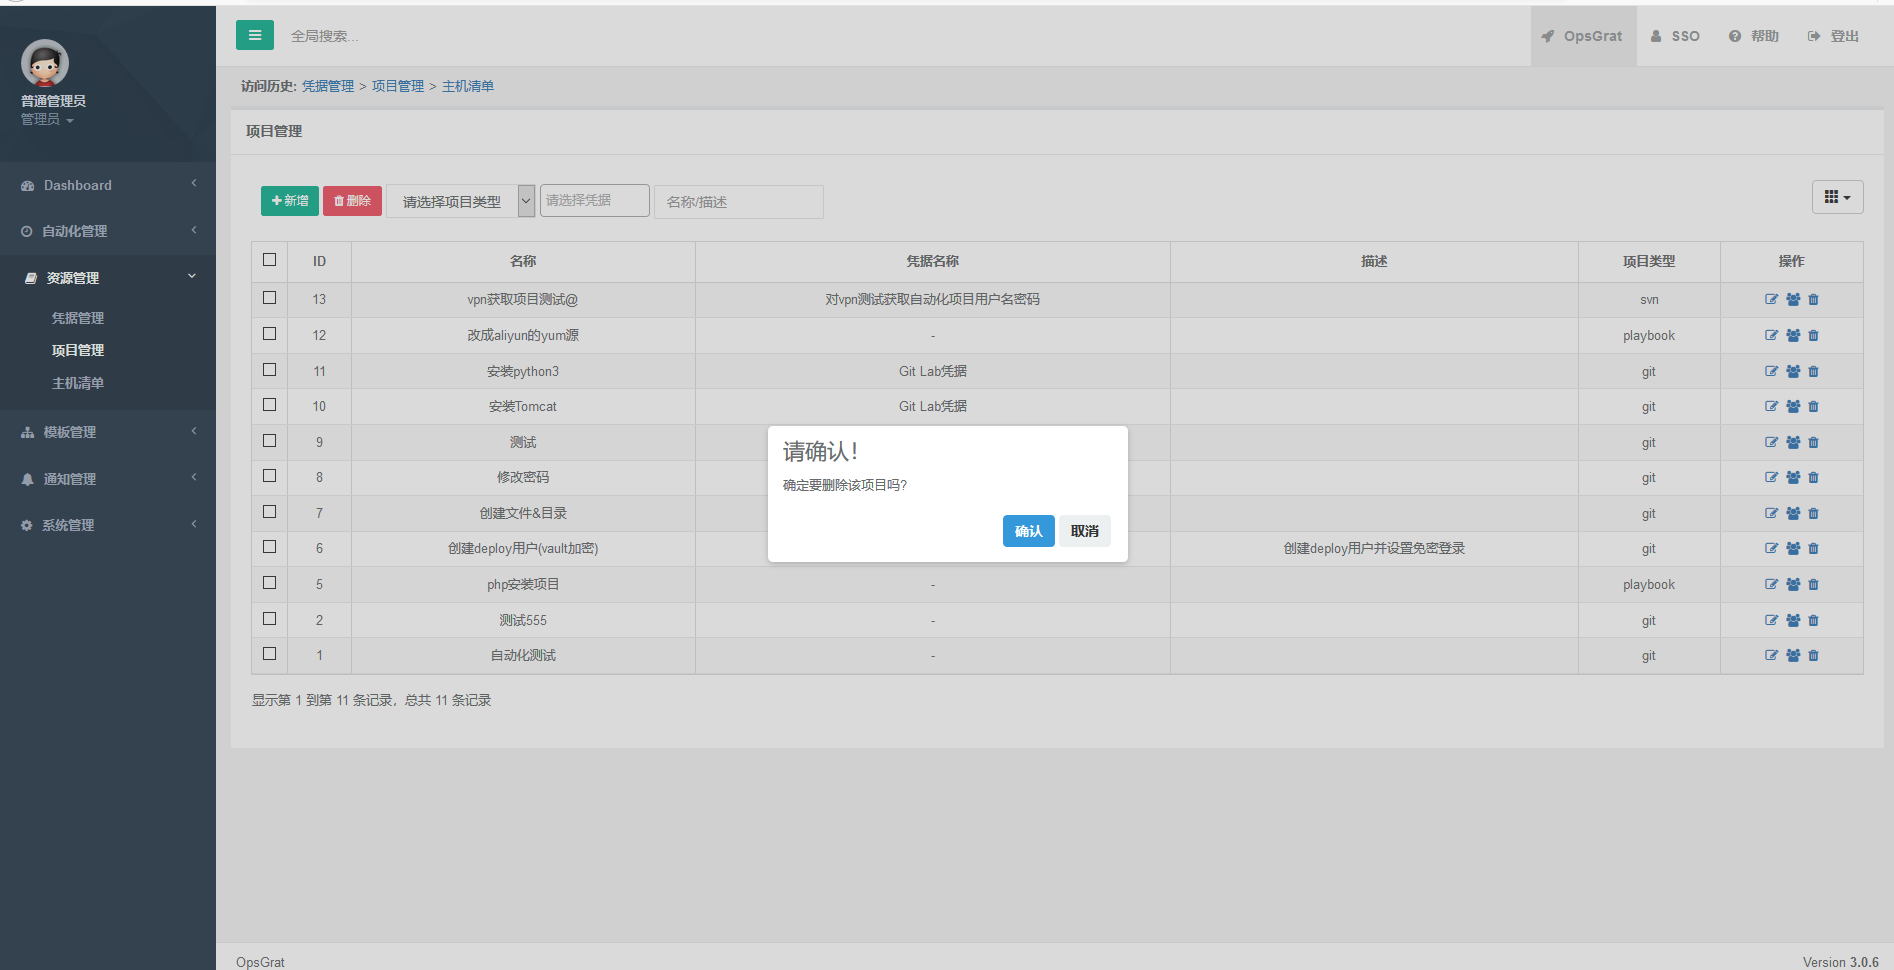 全局搜索...
OpsGrat
SSO
帮助
登出
普通管理员
管理员
Dashboard
自动化管理
资源管理
凭据管理
项目管理
主机清单
模板管理
通知管理
系统管理
访问历史: 凭据管理 > 项目管理 > 主机清单
项目管理
新增 删除 请选择项目类型 请选择凭据 名称/描述
ID 名称 凭据名称 描述 项目类型 操作
13 vpn获取项目测试@ 对vpn测试获取自动化项目用户名密码 svn
12 改成aliyun的yum源 - playbook
11 安装python3 Git Lab凭据 git
10 安装Tomcat Git Lab凭据 git
9 测试 git
8 修改密码 git
7 创建文件&目录 git
6 创建deploy用户(vault加密) 创建deploy用户并设置免密登录 git
5 php安装项目 - playbook
2 测试555 - git
1 自动化测试 - git
显示第 1 到第 11 条记录，总共 11 条记录
请确认！
确定要删除该项目吗?
确认 取消
OpsGrat
Version 3.0.6